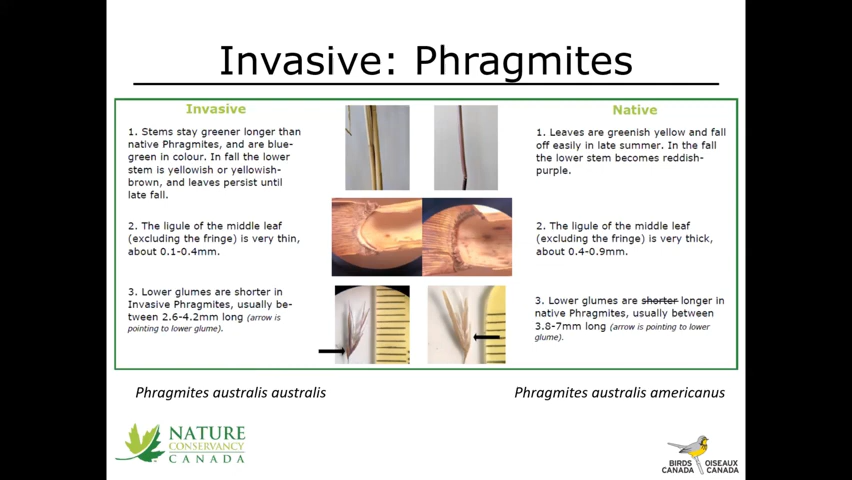 Invasive: Phragmites
Invasive
1. Stems stay greener longer than
native Phragmites, and are blue-
green in colour. In fall the lower
stem is yellowish or yellowish-
brown, and leaves persist until
late fall.
2. The ligule of the middle leaf
(excluding the fringe) is very thin,
about 0.1-0.4mm.
3. Lower glumes are shorter in
Invasive Phragmites, usually be-
tween 2.6-4.2mm long (arrow is
pointing to lower glume).
Native
1. Leaves are greenish yellow and fall
off easily in late summer. In the fall
the lower stem becomes reddish-
purple.
2. The ligule of the middle leaf
(excluding the fringe) is very thick,
about 0.4-0.9mm.
3. Lower glumes are shorter longer in
native Phragmites, usually between
3.8-7mm long (arrow is pointing to lower
glume).
Phragmites australis australis
Phragmites australis americanus
NATURE
CONSERVANCY
CANADA
BIRDS CANADA
OISEAUX CANADA